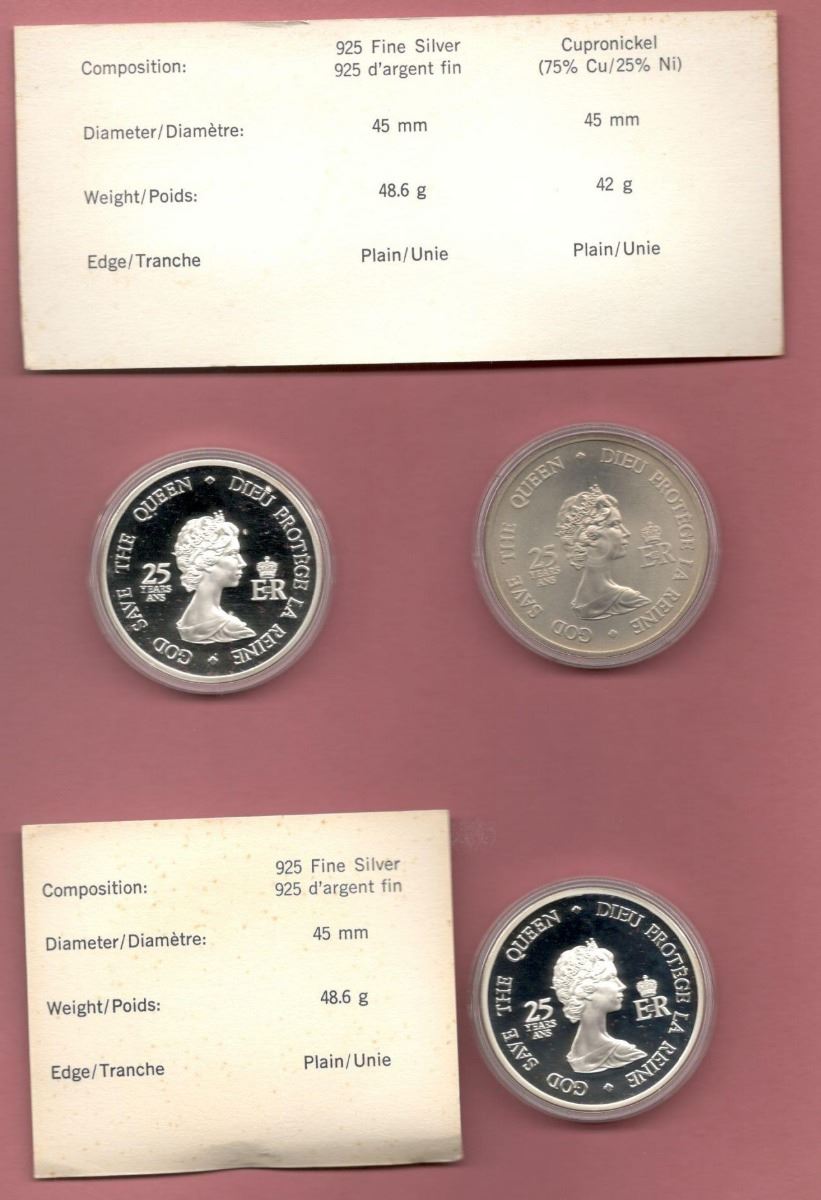 925 Fine Silver Cupronickel
Composition: 925 d'argent fin (75% Cu/25% Ni)
Diameter/Diamètre: 45 mm 45 mm
Weight/Poids: 48.6 g 42 g
Edge/Tranche Plain/Unie Plain/Unie
GOD SAVE THE QUEEN DIEU PROTÈGE LA REINE
25
YEARS
ANS
E II R
GOD SAVE THE QUEEN DIEU PROTÈGE LA REINE
25
YEARS
ANS
E II R
925 Fine Silver
Composition: 925 d'argent fin
Diameter/Diamètre: 45 mm
Weight/Poids: 48.6 g
Edge/Tranche Plain/Unie
GOD SAVE THE QUEEN DIEU PROTÈGE LA REINE
25
YEARS
ANS
E II R